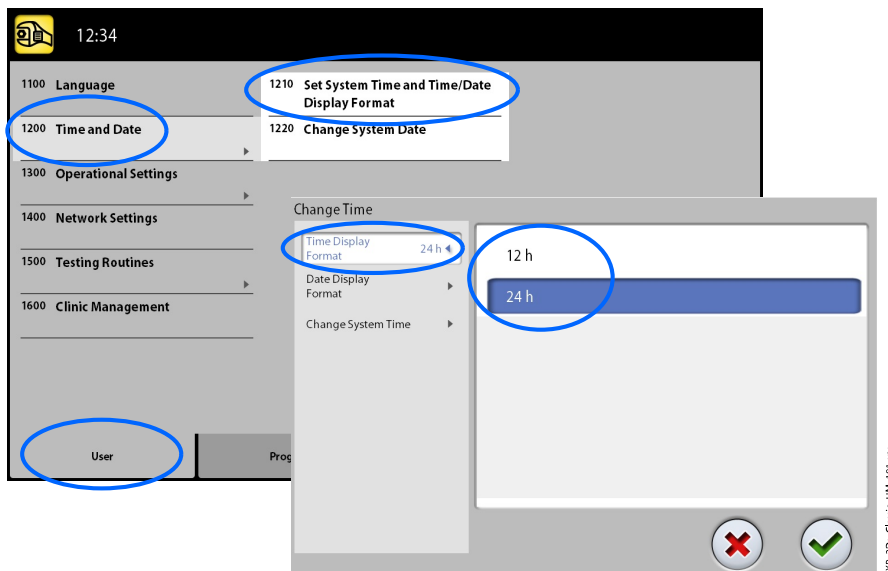 12:34
1100 Language
1200 Time and Date
1300 Operational Settings
1400 Network Settings
1500 Testing Routines
1600 Clinic Management
1210 Set System Time and Time/Date
Display Format
1220 Change System Date
User
Prog
Change Time
Time Display
Format
24 h
Date Display
Format
Change System Time
12 h
24 h